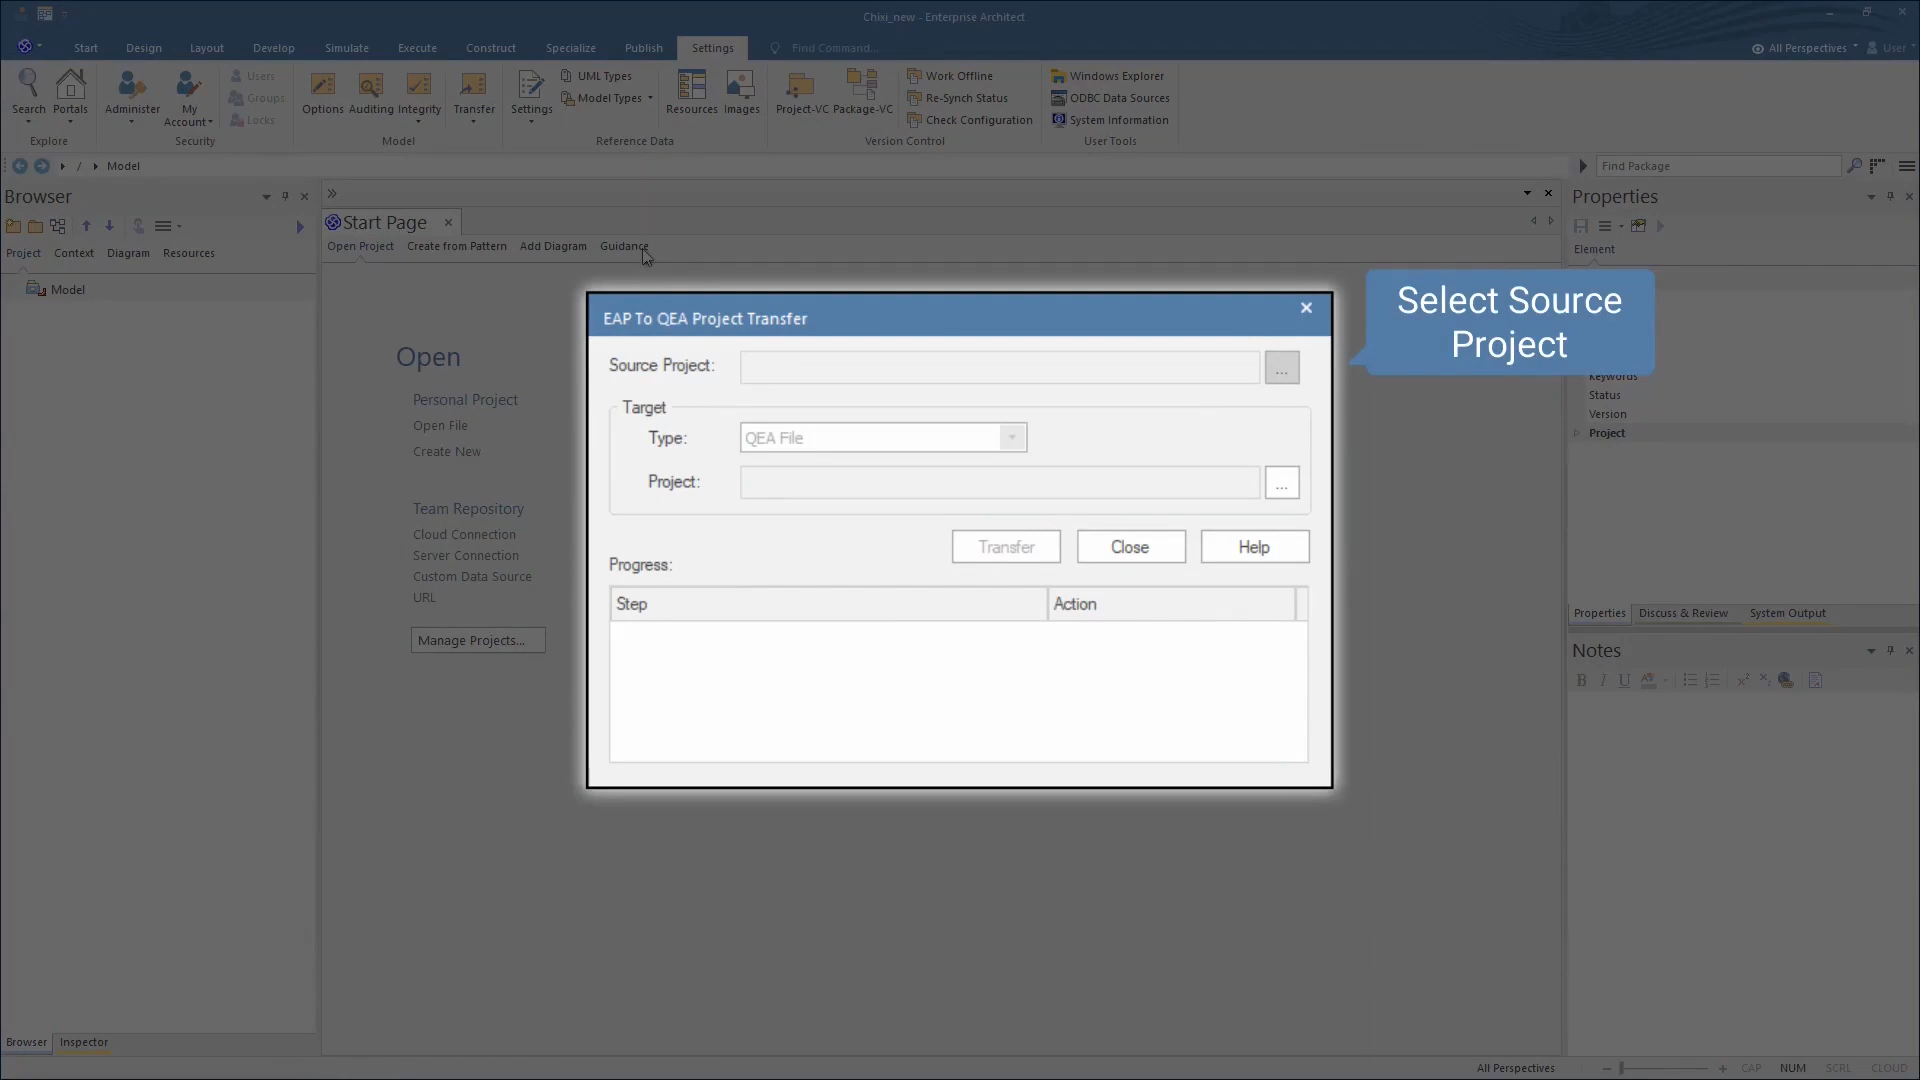 Chixi_new - Enterprise Architect
Start Design Layout Develop Simulate Execute Construct Specialize Publish Settings Find Command... All Perspectives User
Search Portals
Explore
Administer My Account Users Groups Locks
Security
Options Auditing Integrity Transfer
Model
Settings UML Types Model Types Resources Images
Reference Data
Project-VC Package-VC Work Offline Re-Synch Status Check Configuration
Version Control
Windows Explorer ODBC Data Sources System Information
User Tools
/ Model
Find Package
Browser
Project Context Diagram Resources
Model
Start Page
Open Project Create from Pattern Add Diagram Guidance
Open
Personal Project
Open File
Create New
Team Repository
Cloud Connection
Server Connection
Custom Data Source
URL
Manage Projects...
EAP To QEA Project Transfer
Source Project: ...
Target
Type: QEA File
Project: ...
Transfer Close Help
Progress:
Step Action
Select Source
Project
Properties
Element
Keywords
Status
Version
Project
Properties Discuss & Review System Output
Notes
B I U
Browser Inspector
All Perspectives CAP NUM SCRL CLOUD